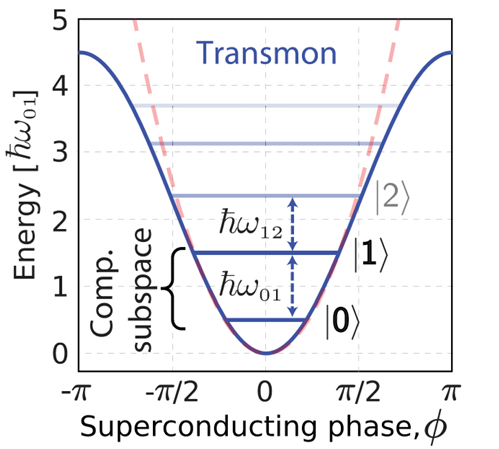 Transmon
Energy [ℏω01]
5
4
3
2
1
0
|2⟩
ℏω12
|1⟩
ℏω01
|0⟩
Comp.
subspace
-π
-π/2
0
π/2
π
Superconducting phase, ϕ